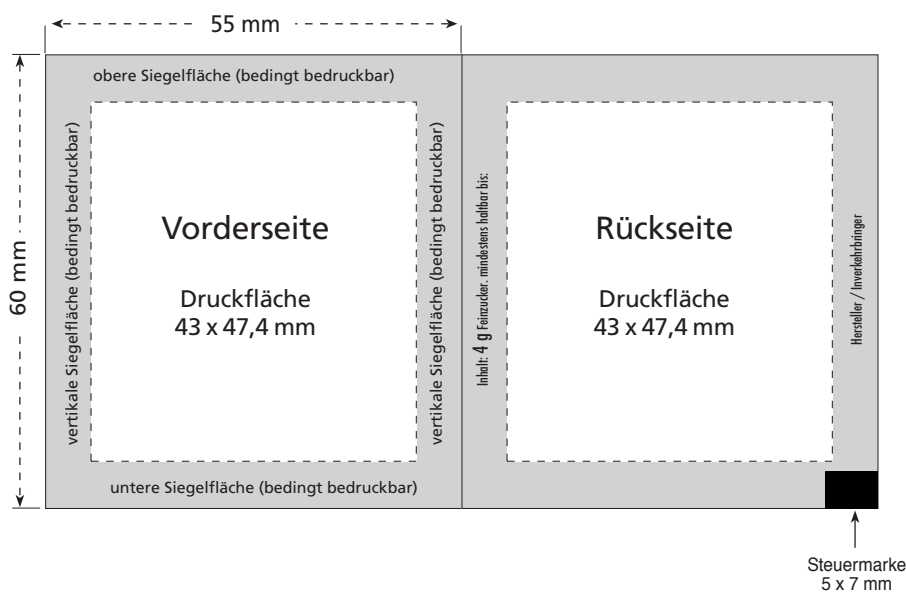 55 mm
60 mm
obere Siegelfläche (bedingt bedruckbar)
vertikale Siegelfläche (bedingt bedruckbar)
Vorderseite
Druckfläche
43 x 47,4 mm
vertikale Siegelfläche (bedingt bedruckbar)
untere Siegelfläche (bedingt bedruckbar)
Inhalt: 4 g Feinzucker. mindestens haltbar bis:
Rückseite
Druckfläche
43 x 47,4 mm
Hersteller / Inverkehrbringer
Steuermarke
5 x 7 mm